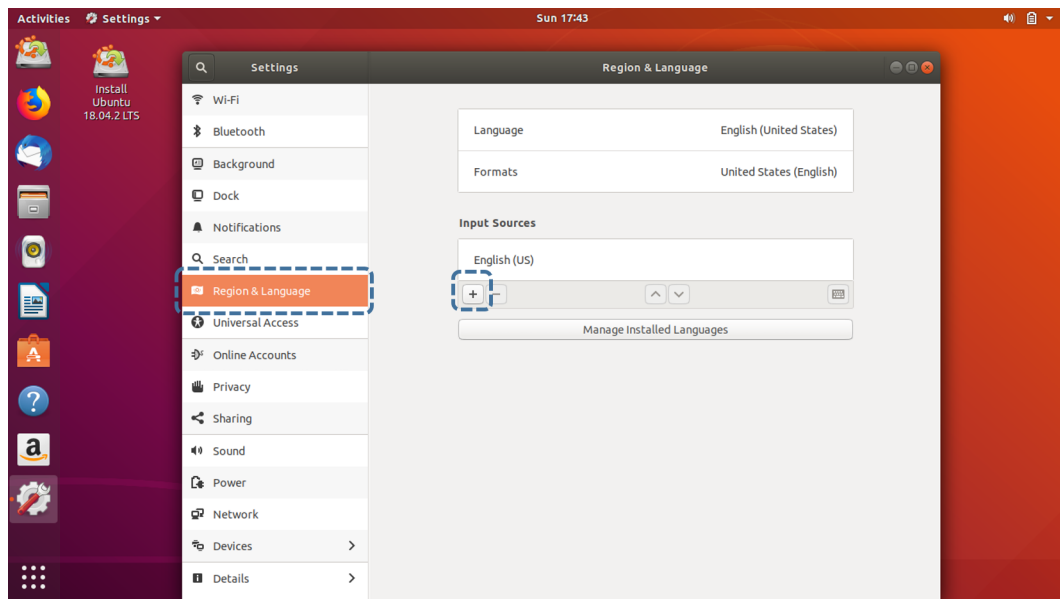 Activities Settings Sun 17:43
Install
Ubuntu
18.04.2 LTS
Settings
Region & Language
Wi-Fi
Bluetooth
Background
Dock
Notifications
Search
Region & Language
Universal Access
Online Accounts
Privacy
Sharing
Sound
Power
Network
Devices
Details
Language English (United States)
Formats United States (English)
Input Sources
English (US)
Manage Installed Languages
a